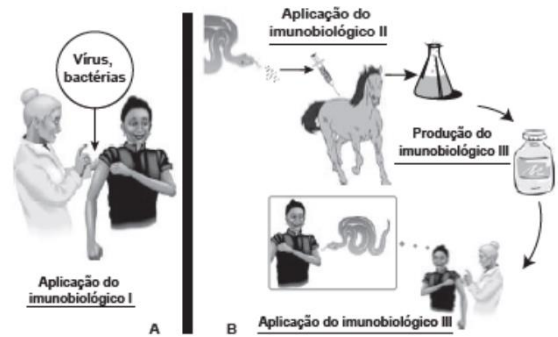 Vírus,
bactérias
Aplicação do
imunobiológico I
A
Aplicação do
imunobiológico II
Produção do
imunobiológico III
B
Aplicação do imunobiológico III